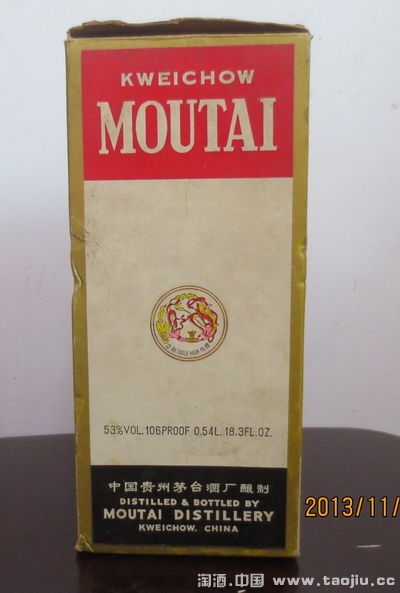 KWEICHOW
MOUTAI
53%VOL. 106PROOF 0.54L. 18.3FL.OZ.
中国贵州茅台酒厂酿制
DISTILLED & BOTTLED BY
MOUTAI DISTILLERY
KWEICHOW, CHINA
2013/11/
淘酒.中国 www.taojiu.cc